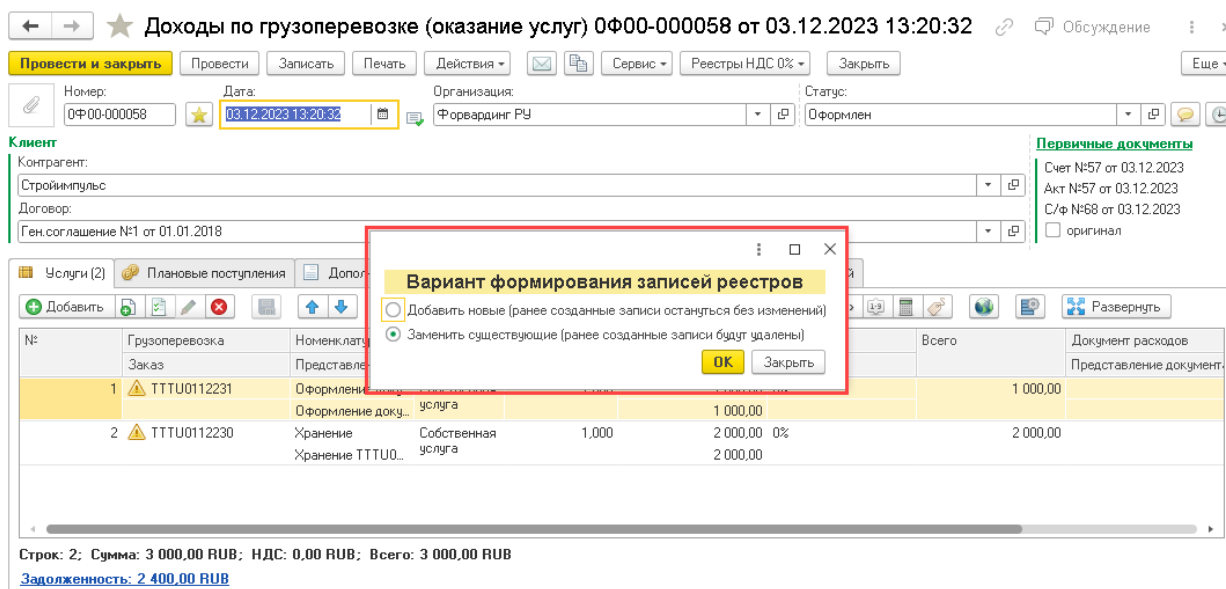 Доходы по грузоперевозке (оказание услуг) 0Ф00-000058 от 03.12.2023 13:20:32 Обсуждение
Провести и закрыть Провести Записать Печать Действия Сервис Реестры НДС 0% Закрыть Еще
Номер: Дата: Организация: Статус:
0Ф00-000058 03.12.2023 13:20:32 Форвардинг РУ Оформлен
Клиент Первичные документы
Контрагент: Счет №57 от 03.12.2023
Стройимпульс Акт №57 от 03.12.2023
Договор: С/ф №68 от 03.12.2023
Ген.соглашение №1 от 01.01.2018 оригинал
Услуги (2) Плановые поступления
Вариант формирования записей реестров
Добавить новые (ранее созданные записи останутся без изменений)
Заменить существующие (ранее созданные записи будут удалены)
OK Закрыть
Добавить 1-9 Развернуть
№ Грузоперевозка Всего Документ расходов
Заказ Представление документ
1 TTTU0112231 1 000,00
Оформление доку... услуга 1 000,00
2 TTTU0112230 Хранение Собственная услуга 1,000 2 000,00 0% 2 000,00
Хранение TTTU0... 2 000,00
Строк: 2; Сумма: 3 000,00 RUB; НДС: 0,00 RUB; Всего: 3 000,00 RUB
Задолженность: 2 400,00 RUB